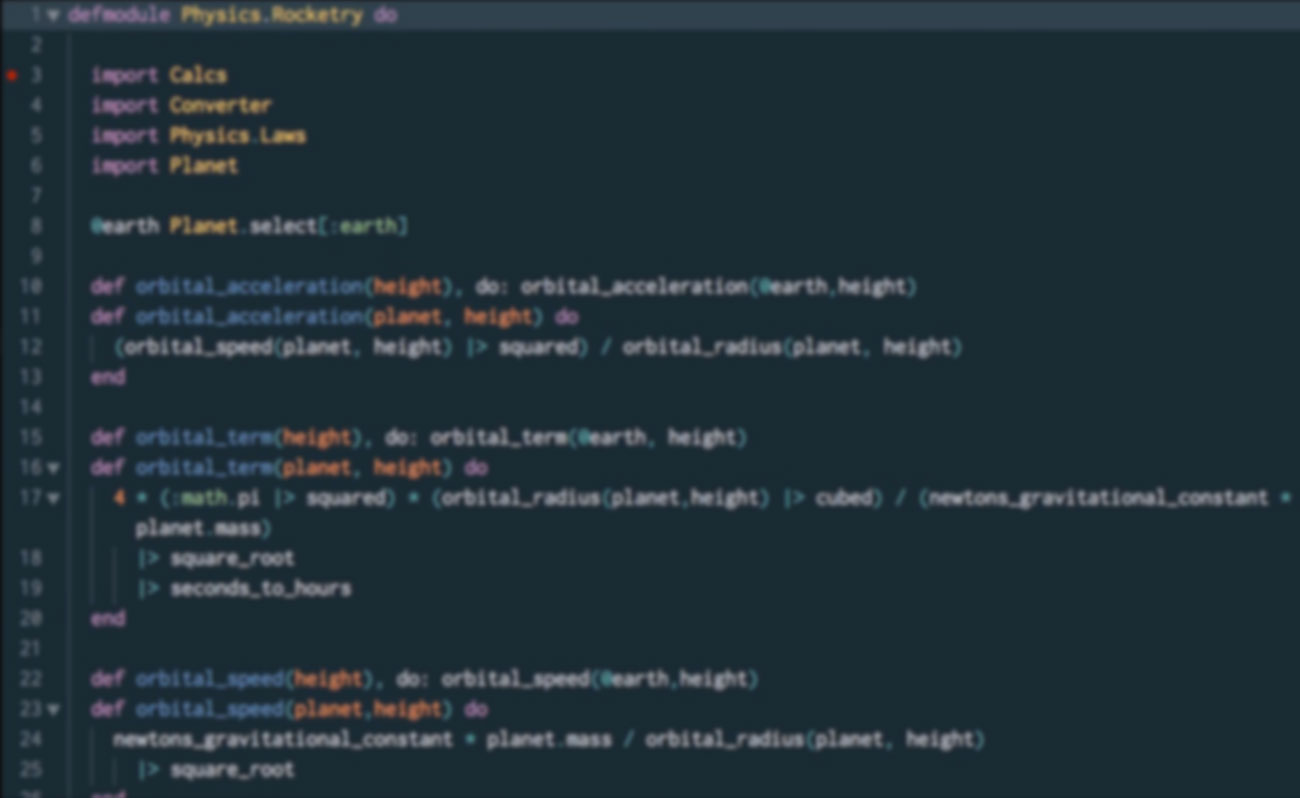 1 defmodule Physics.Rocketry do
2
3 import Calcs
4 import Converter
5 import Physics.Laws
6 import Planet
7
8 @earth Planet.select[:earth]
9
10 def orbital_acceleration(height), do: orbital_acceleration(@earth,height)
11 def orbital_acceleration(planet, height) do
12 (orbital_speed(planet, height) |> squared) / orbital_radius(planet, height)
13 end
14
15 def orbital_term(height), do: orbital_term(@earth, height)
16 def orbital_term(planet, height) do
17 4 * (:math.pi |> squared) * (orbital_radius(planet,height) |> cubed) / (newtons_gravitational_constant *
planet.mass)
18 |> square_root
19 |> seconds_to_hours
20 end
21
22 def orbital_speed(height), do: orbital_speed(@earth,height)
23 def orbital_speed(planet,height) do
24 newtons_gravitational_constant * planet.mass / orbital_radius(planet, height)
25 |> square_root
26 end